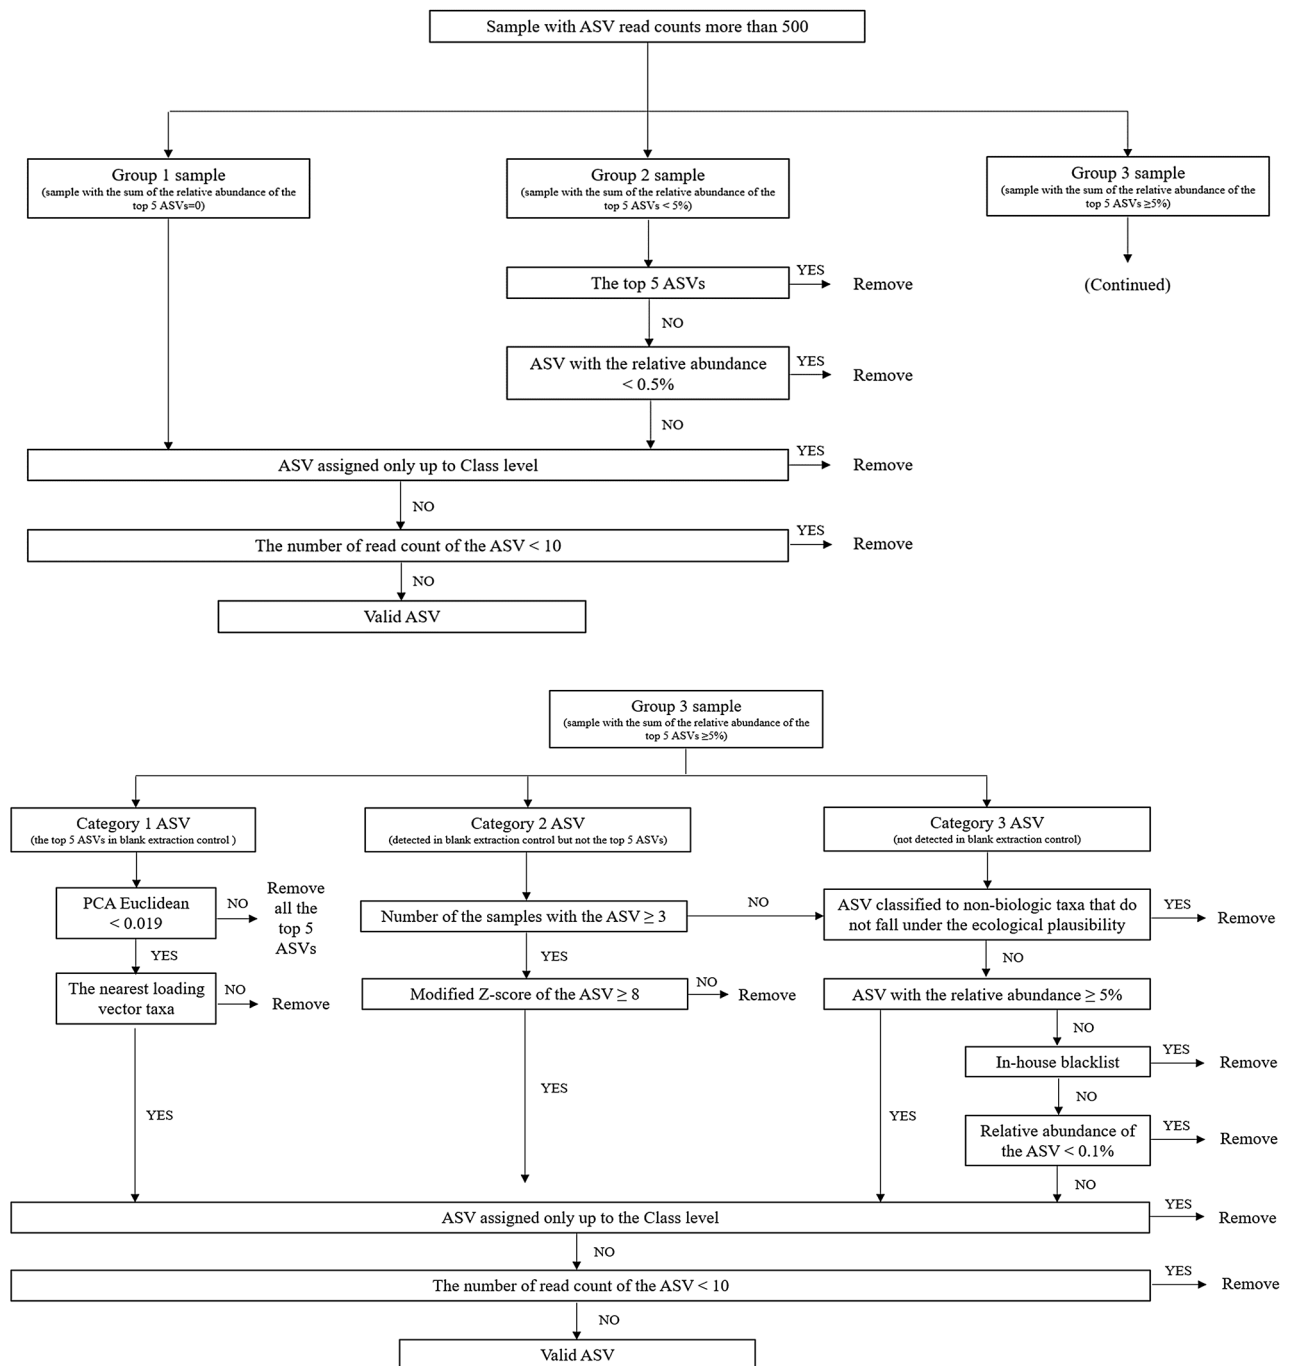 Sample with ASV read counts more than 500
Group 1 sample
(sample with the sum of the relative abundance of the
top 5 ASVs=0)
Group 2 sample
(sample with the sum of the relative abundance of the
top 5 ASVs < 5%)
Group 3 sample
(sample with the sum of the relative abundance of the
top 5 ASVs ≥5%)
The top 5 ASVs
YES
Remove
(Continued)
NO
ASV with the relative abundance
< 0.5%
YES
Remove
NO
ASV assigned only up to Class level
YES
Remove
NO
The number of read count of the ASV < 10
YES
Remove
NO
Valid ASV
Group 3 sample
(sample with the sum of the relative abundance of the
top 5 ASVs ≥5%)
Category 1 ASV
(the top 5 ASVs in blank extraction control )
Category 2 ASV
(detected in blank extraction control but not the top 5 ASVs)
Category 3 ASV
(not detected in blank extraction control)
PCA Euclidean
< 0.019
NO
Remove
all the
top 5
ASVs
YES
The nearest loading
vector taxa
NO
Remove
YES
Number of the samples with the ASV ≥ 3
NO
YES
Modified Z-score of the ASV ≥ 8
NO
Remove
YES
ASV classified to non-biologic taxa that do
not fall under the ecological plausibility
YES
Remove
NO
ASV with the relative abundance ≥ 5%
NO
YES
In-house blacklist
YES
Remove
NO
Relative abundance of
the ASV < 0.1%
YES
Remove
NO
ASV assigned only up to the Class level
YES
Remove
NO
The number of read count of the ASV < 10
YES
Remove
NO
Valid ASV